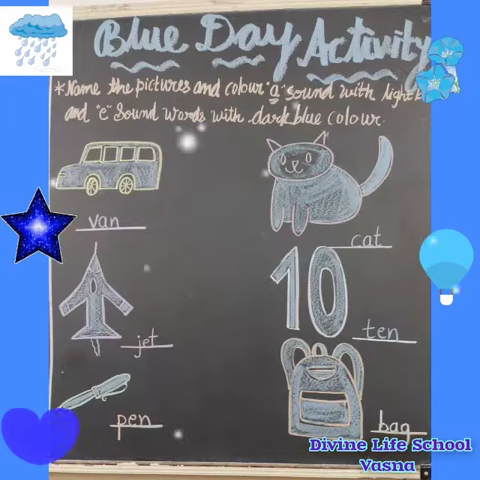 Blue Day Activity
*Name the pictures and colour "a" sound with light
and "e" Sound words with dark blue colour.
van
cat
jet
ten
10
pen
bag
Divine Life School
Vasna